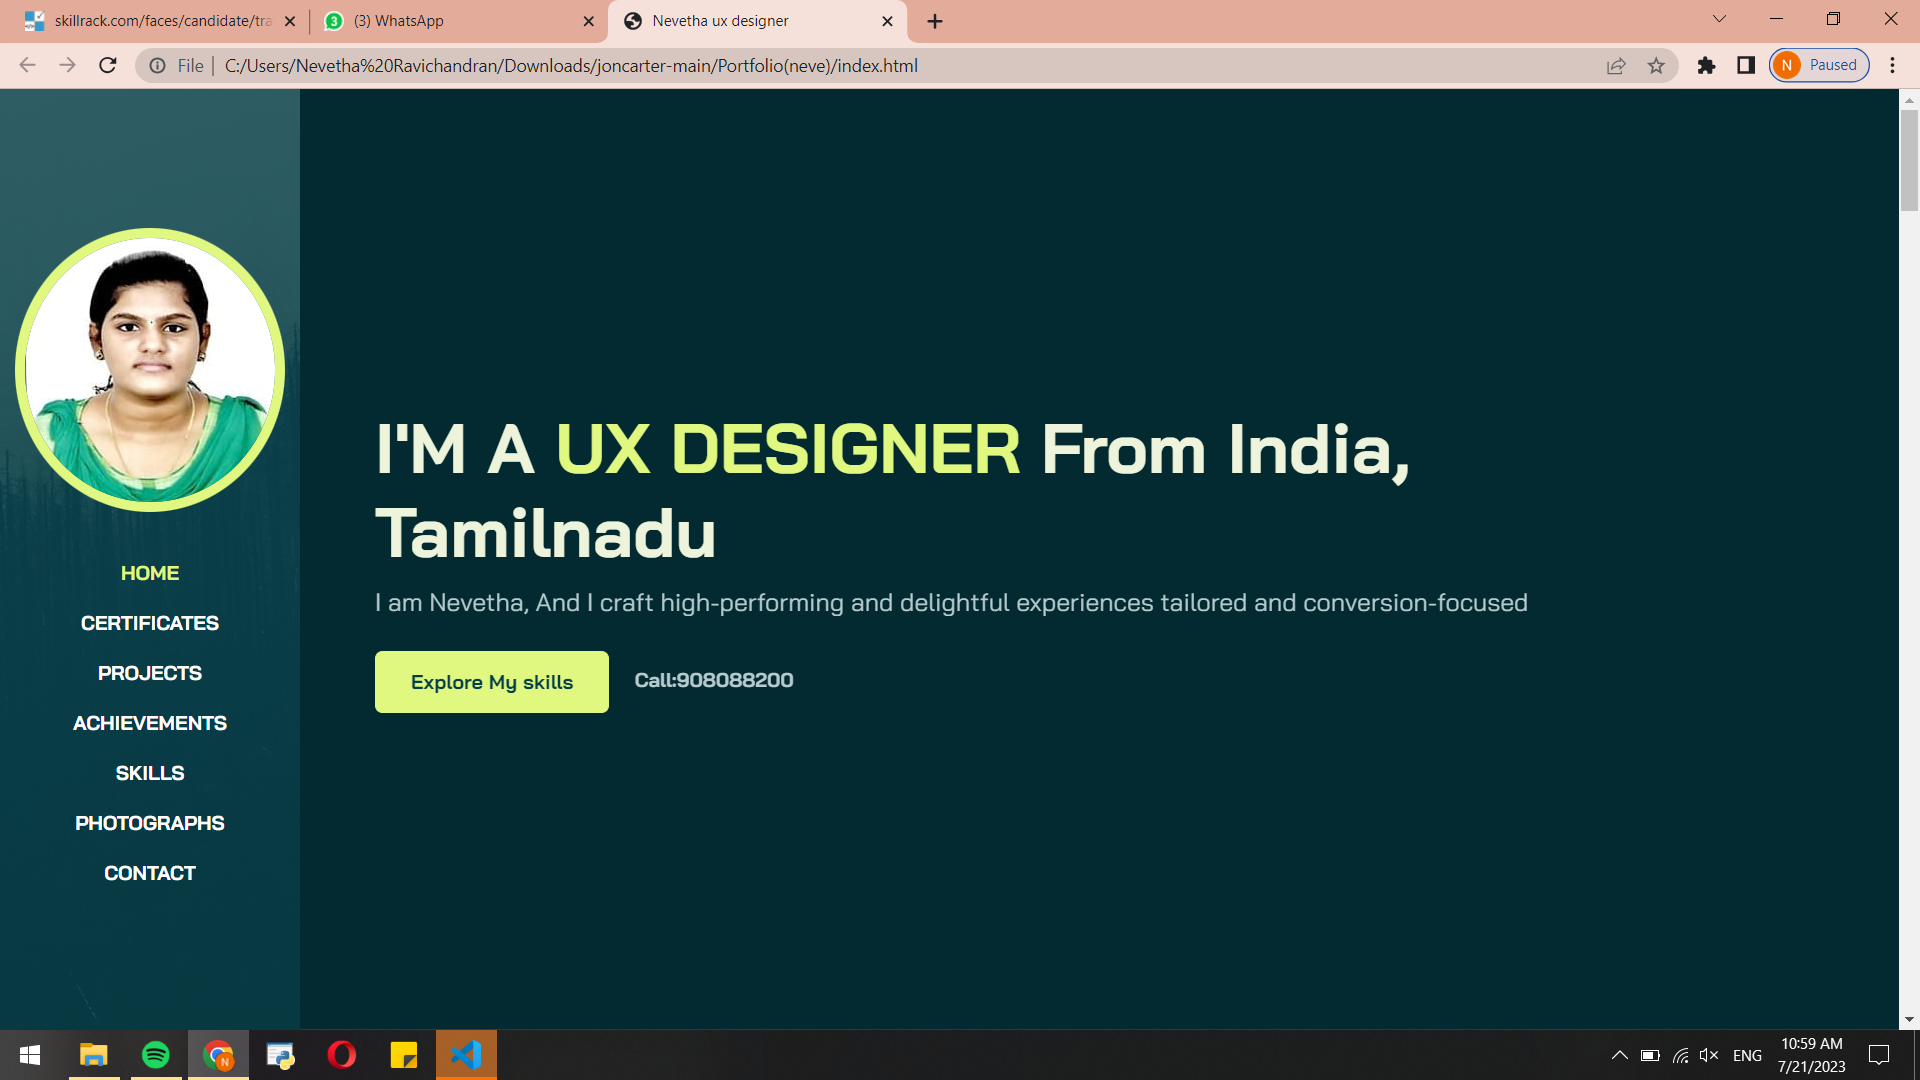 skillrack.com/faces/candidate/tra
3
(3) WhatsApp
Nevetha ux designer
File
C:/Users/Nevetha%20Ravichandran/Downloads/joncarter-main/Portfolio(neve)/index.html
N
Paused
HOME
CERTIFICATES
PROJECTS
ACHIEVEMENTS
SKILLS
PHOTOGRAPHS
CONTACT
I'M A UX DESIGNER From India,
Tamilnadu
I am Nevetha, And I craft high-performing and delightful experiences tailored and conversion-focused
Explore My skills
Call:908088200
N
ENG
10:59 AM
7/21/2023